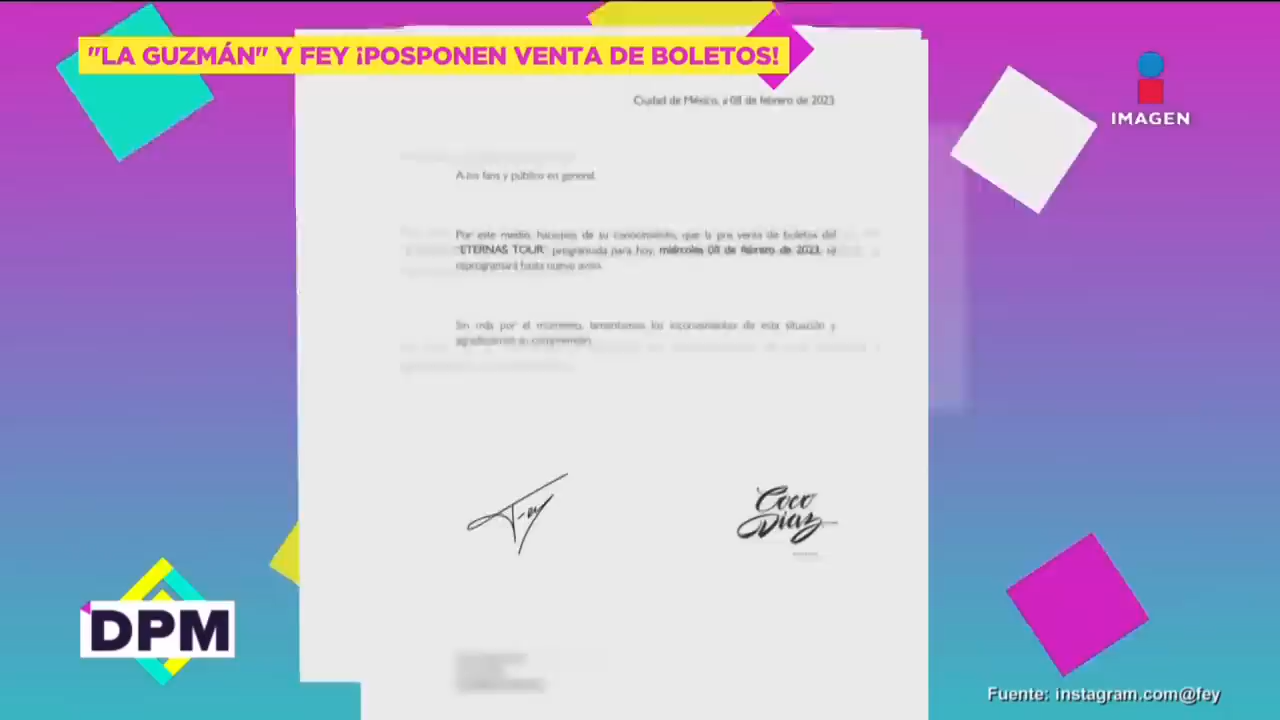 "LA GUZMÁN" Y FEY ¡POSPONEN VENTA DE BOLETOS!
IMAGEN
Ciudad de México, a 08 de febrero de 2023
A los fans y público en general.
Por este medio, hacemos de su conocimiento, que la pre venta de boletos del
"ETERNAS TOUR" programada para hoy, miércoles 08 de febrero de 2023, se
reprogramará hasta nuevo aviso.
Sin más por el momento, lamentamos los inconvenientes de esta situación y
agradecemos su comprensión.
Fey
Coco
Díaz
DPM
Fuente: instagram.com@fey